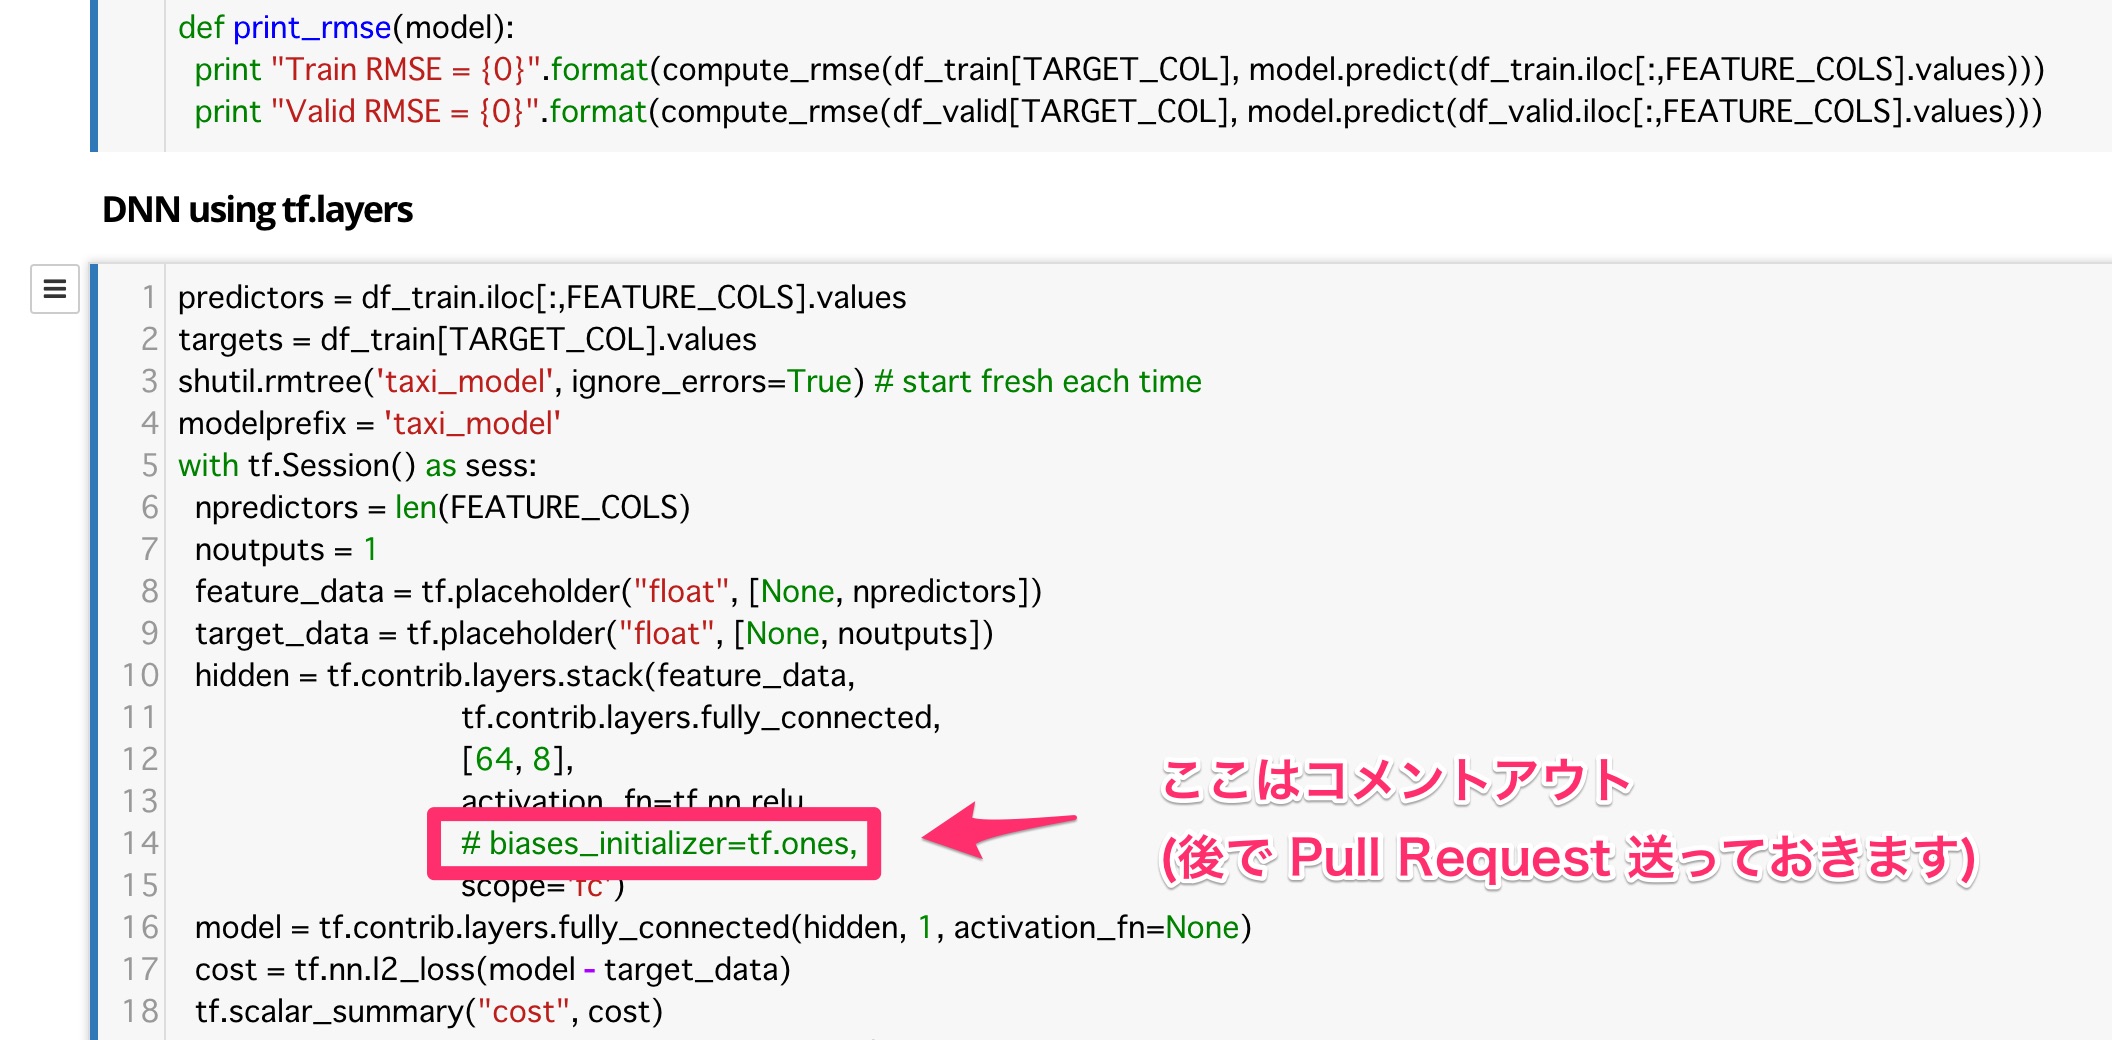 def print_rmse(model):
print "Train RMSE = {0}".format(compute_rmse(df_train[TARGET_COL], model.predict(df_train.iloc[:,FEATURE_COLS].values)))
print "Valid RMSE = {0}".format(compute_rmse(df_valid[TARGET_COL], model.predict(df_valid.iloc[:,FEATURE_COLS].values)))
DNN using tf.layers
1 predictors = df_train.iloc[:,FEATURE_COLS].values
2 targets = df_train[TARGET_COL].values
3 shutil.rmtree('taxi_model', ignore_errors=True) # start fresh each time
4 modelprefix = 'taxi_model'
5 with tf.Session() as sess:
6 npredictors = len(FEATURE_COLS)
7 noutputs = 1
8 feature_data = tf.placeholder("float", [None, npredictors])
9 target_data = tf.placeholder("float", [None, noutputs])
10 hidden = tf.contrib.layers.stack(feature_data,
11 tf.contrib.layers.fully_connected,
12 [64, 8],
13 activation_fn=tf.nn.relu
14 # biases_initializer=tf.ones,
15 scope='fc')
16 model = tf.contrib.layers.fully_connected(hidden, 1, activation_fn=None)
17 cost = tf.nn.l2_loss(model - target_data)
18 tf.scalar_summary("cost", cost)
ここはコメントアウト
(後で Pull Request 送っておきます)